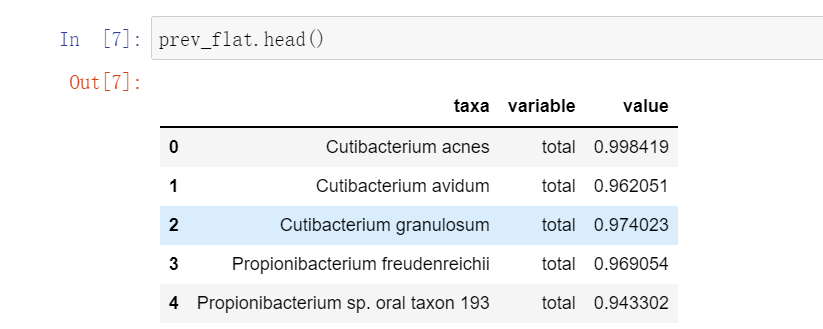 In [7]: prev_flat.head()
Out[7]:
taxa variable value
0 Cutibacterium acnes total 0.998419
1 Cutibacterium avidum total 0.962051
2 Cutibacterium granulosum total 0.974023
3 Propionibacterium freudenreichii total 0.969054
4 Propionibacterium sp. oral taxon 193 total 0.943302